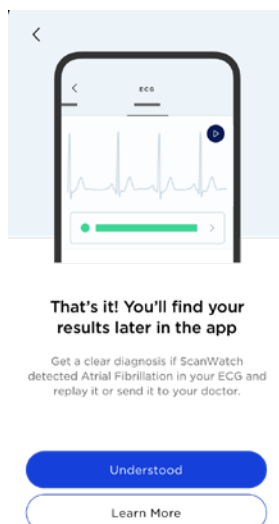 ECG
That's it! You'll find your
results later in the app
Get a clear diagnosis if ScanWatch
detected Atrial Fibrillation in your ECG and
replay it or send it to your doctor.
Understood
Learn More